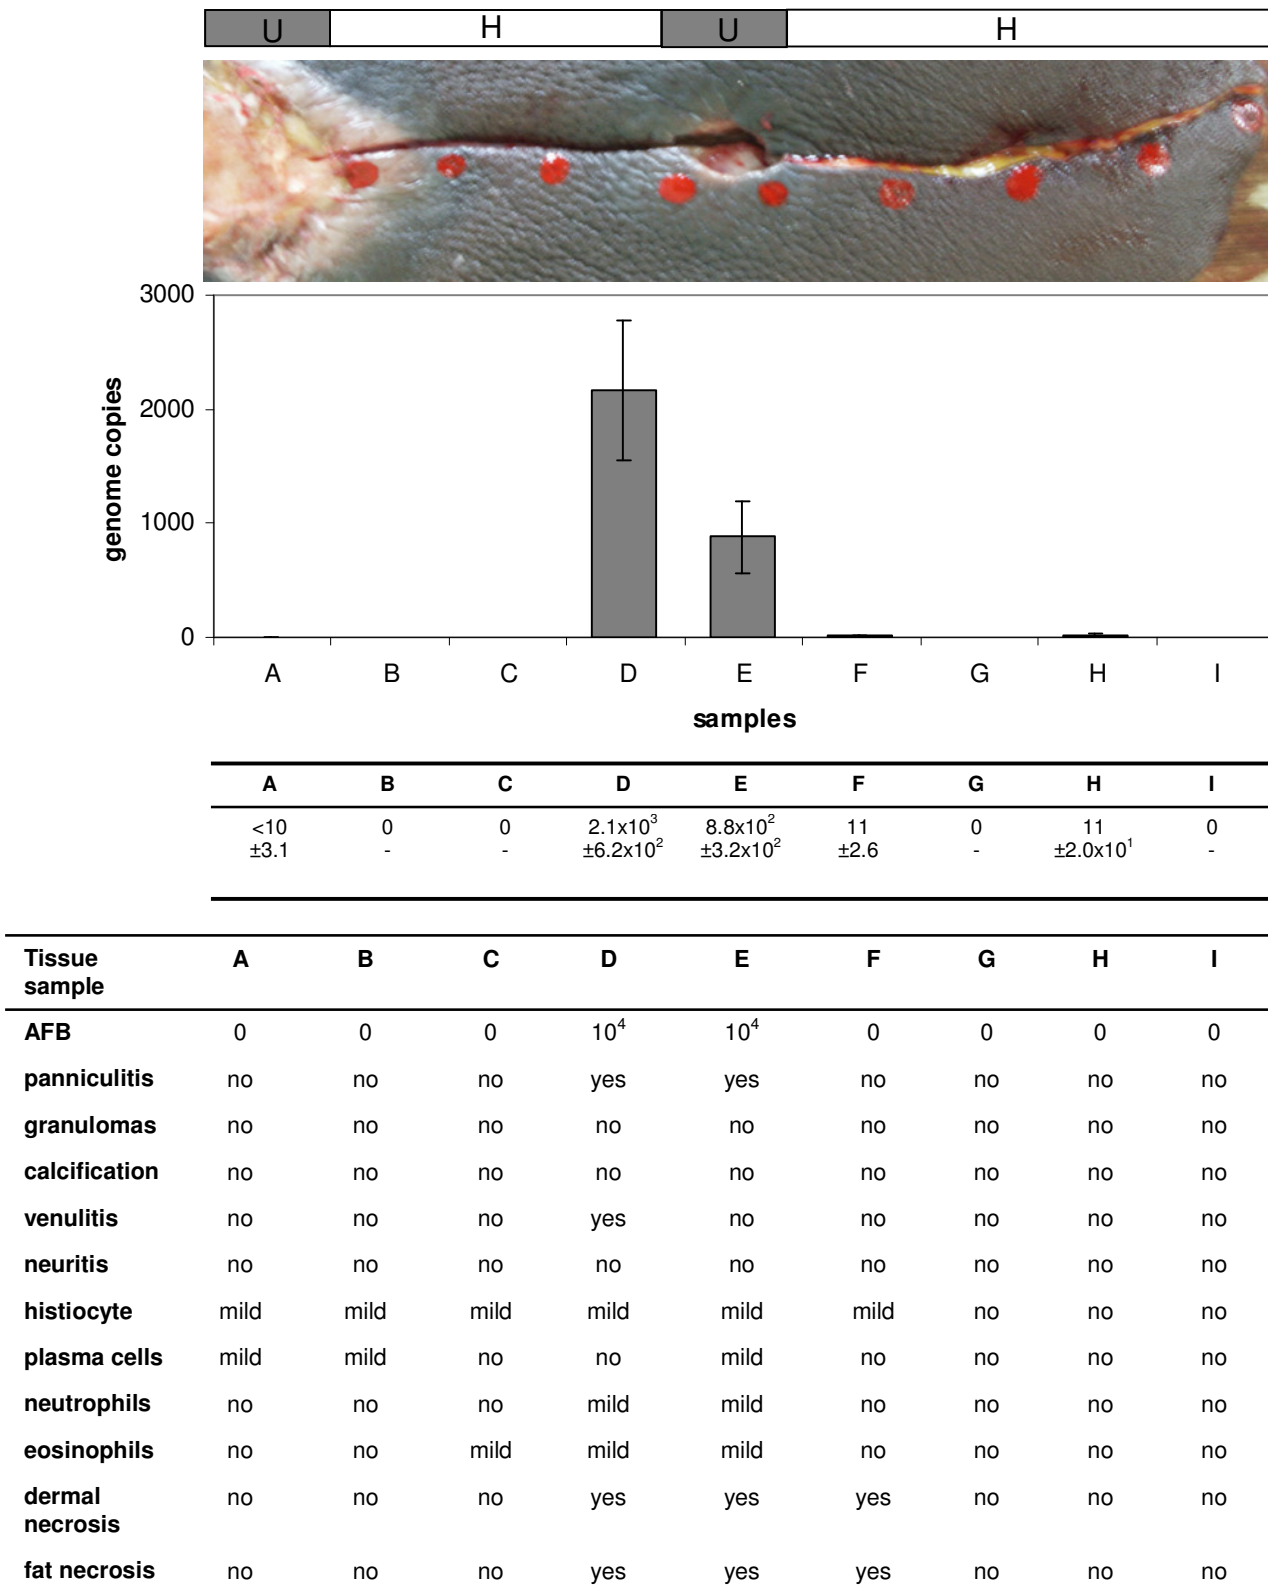 U H U H
3000
2000
1000
0
genome copies
A B C D E F G H I
samples
A B C D E F G H I
<10 0 0 2.1x10³ 8.8x10² 11 0 11 0
±3.1 - - ±6.2x10² ±3.2x10² ±2.6 - ±2.0x10¹ -
Tissue A B C D E F G H I
sample
AFB 0 0 0 10⁴ 10⁴ 0 0 0 0
panniculitis no no no yes yes no no no no
granulomas no no no no no no no no no
calcification no no no no no no no no no
venulitis no no no yes no no no no no
neuritis no no no no no no no no no
histiocyte mild mild mild mild mild mild no no no
plasma cells mild mild no no mild no no no no
neutrophils no no no mild mild no no no no
eosinophils no no mild mild mild no no no no
dermal no no no yes yes yes no no no
necrosis
fat necrosis no no no yes yes yes no no no